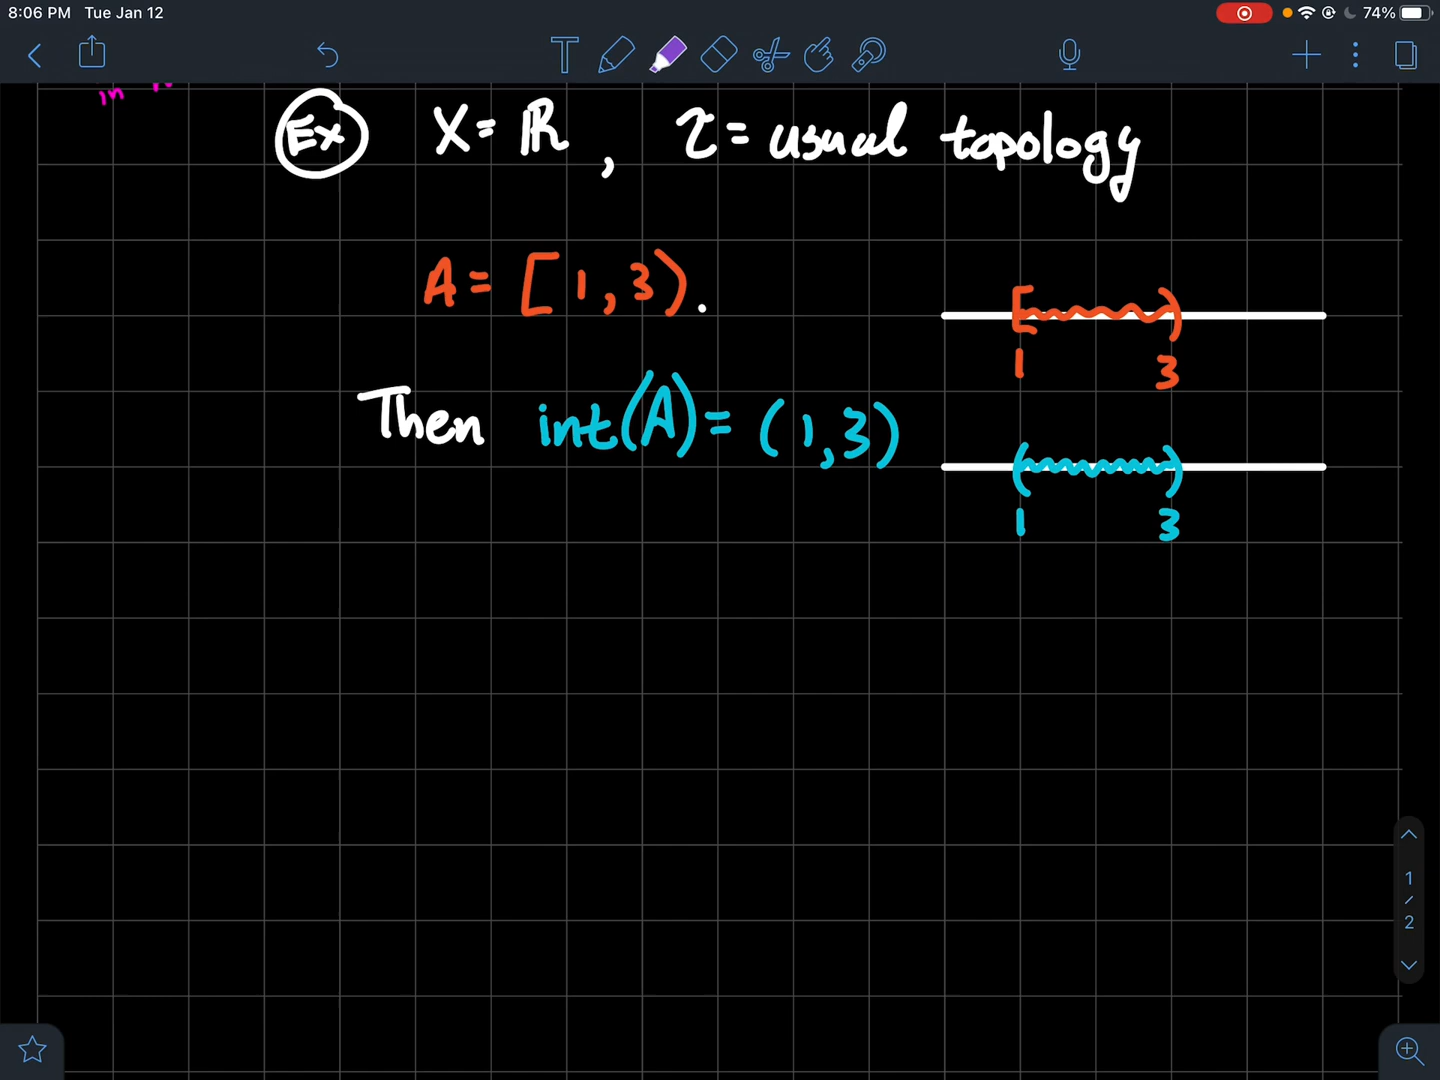 8:06 PM Tue Jan 12 74%
in
Ex X = ℝ, τ = usual topology
A = [1,3).
1 3
Then int(A) = (1,3)
1 3
1
/
2